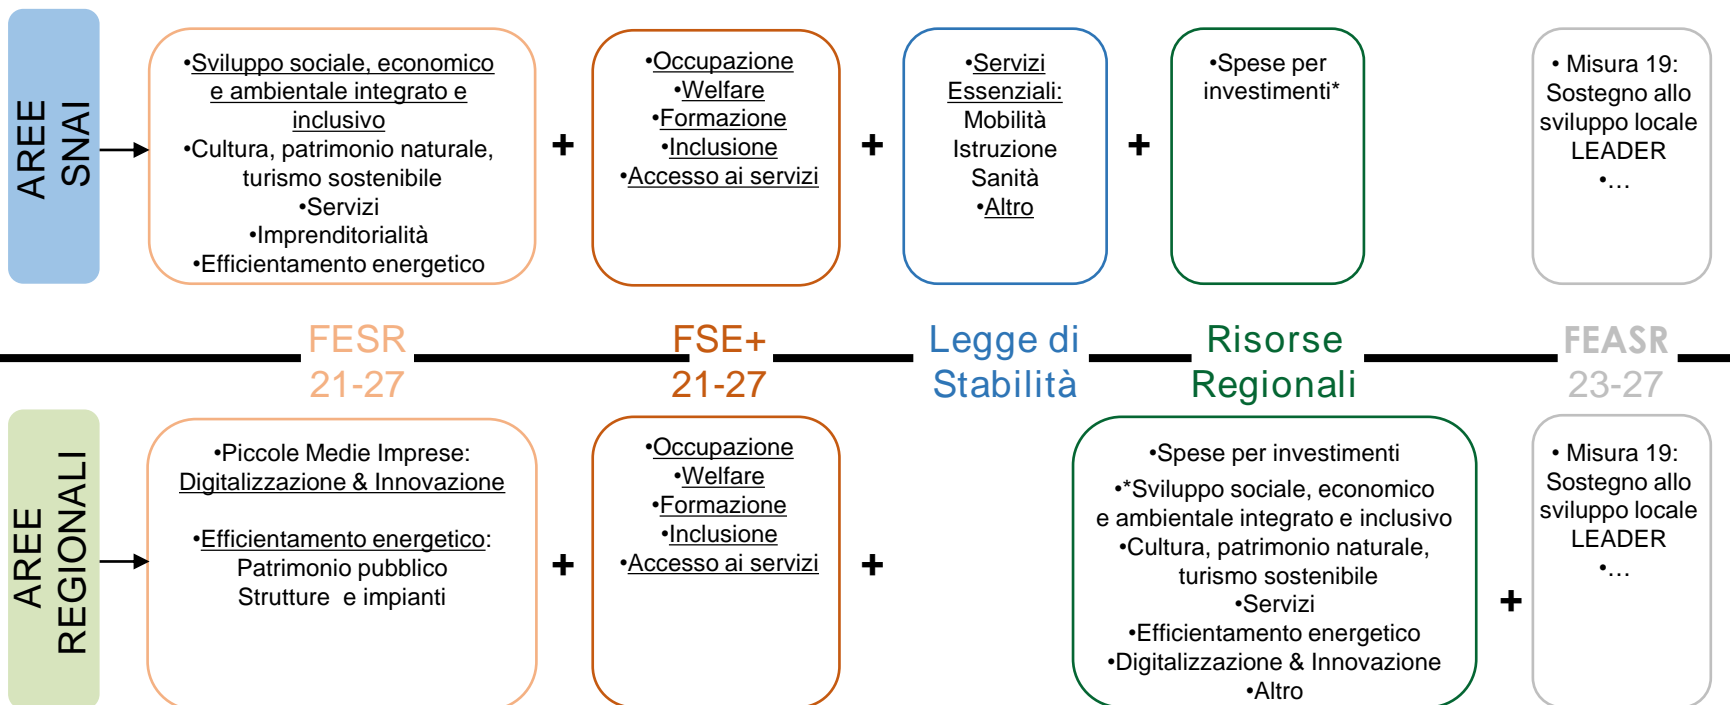 AREE
SNAI
•Sviluppo sociale, economico
e ambientale integrato e
inclusivo
•Cultura, patrimonio naturale,
turismo sostenibile
•Servizi
•Imprenditorialità
•Efficientamento energetico
+
•Occupazione
•Welfare
•Formazione
•Inclusione
•Accesso ai servizi
+
•Servizi
Essenziali:
Mobilità
Istruzione
Sanità
•Altro
+
•Spese per
investimenti*
• Misura 19:
Sostegno allo
sviluppo locale
LEADER
•…
FESR
21-27
FSE+
21-27
Legge di
Stabilità
Risorse
Regionali
FEASR
23-27
AREE
REGIONALI
•Piccole Medie Imprese:
Digitalizzazione & Innovazione
•Efficientamento energetico:
Patrimonio pubblico
Strutture e impianti
+
•Occupazione
•Welfare
•Formazione
•Inclusione
•Accesso ai servizi
+
•Spese per investimenti
•*Sviluppo sociale, economico
e ambientale integrato e inclusivo
•Cultura, patrimonio naturale,
turismo sostenibile
•Servizi
•Efficientamento energetico
•Digitalizzazione & Innovazione
•Altro
+
• Misura 19:
Sostegno allo
sviluppo locale
LEADER
•…